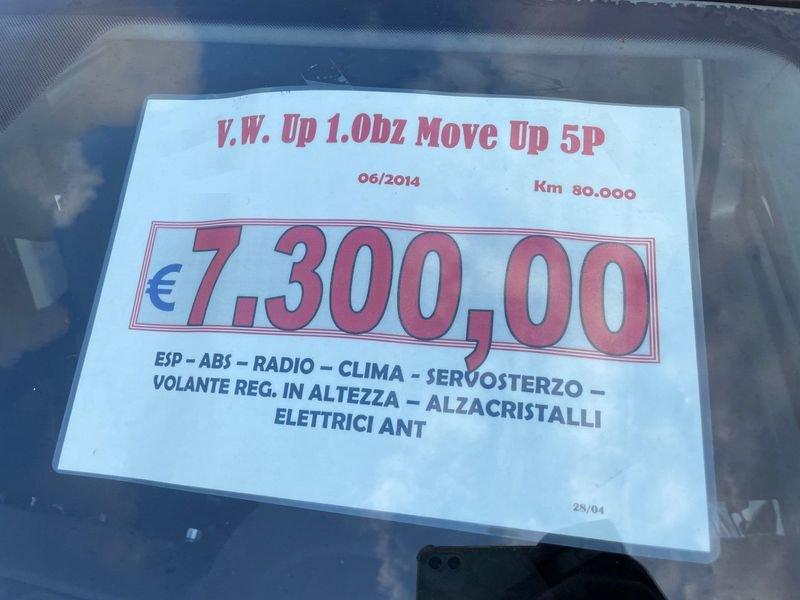 V.W. Up 1.0bz Move Up 5P
06/2014 Km 80.000
€7.300,00
ESP – ABS – RADIO – CLIMA - SERVOSTERZO –
VOLANTE REG. IN ALTEZZA – ALZACRISTALLI
ELETTRICI ANT
28/04